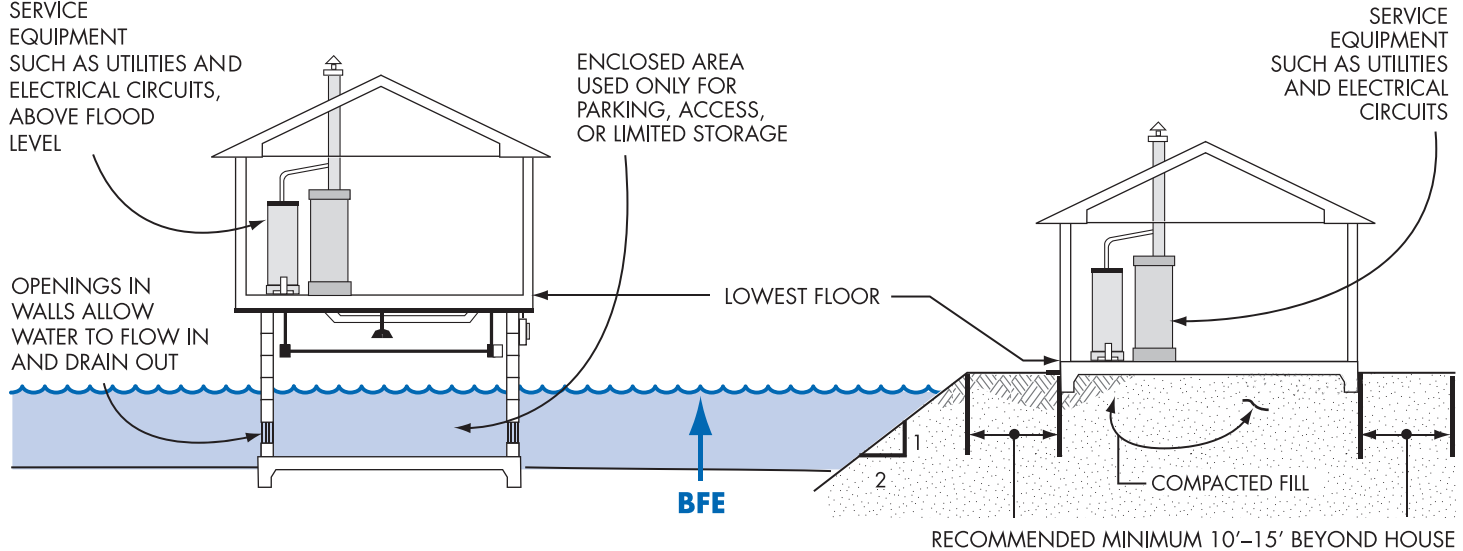 SERVICE
EQUIPMENT
SUCH AS UTILITIES AND
ELECTRICAL CIRCUITS,
ABOVE FLOOD
LEVEL
ENCLOSED AREA
USED ONLY FOR
PARKING, ACCESS,
OR LIMITED STORAGE
SERVICE
EQUIPMENT
SUCH AS UTILITIES
AND ELECTRICAL
CIRCUITS
OPENINGS IN
WALLS ALLOW
WATER TO FLOW IN
AND DRAIN OUT
LOWEST FLOOR
BFE
1
2
COMPACTED FILL
RECOMMENDED MINIMUM 10'–15' BEYOND HOUSE